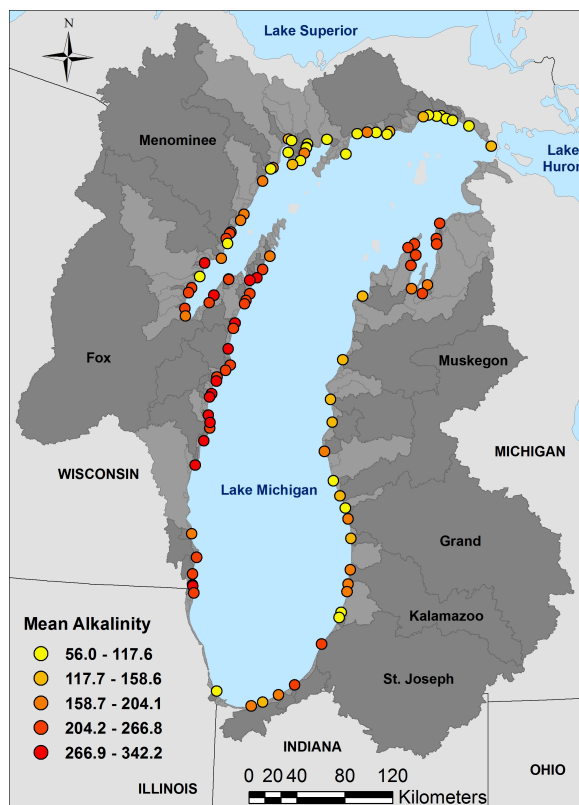 Lake Superior
N
Menominee
Lake
Huron
Fox
Muskegon
MICHIGAN
WISCONSIN
Lake Michigan
Grand
Mean Alkalinity
56.0 - 117.6
117.7 - 158.6
158.7 - 204.1
204.2 - 266.8
266.9 - 342.2
Kalamazoo
St. Joseph
INDIANA
OHIO
ILLINOIS
0 20 40 80 120
Kilometers